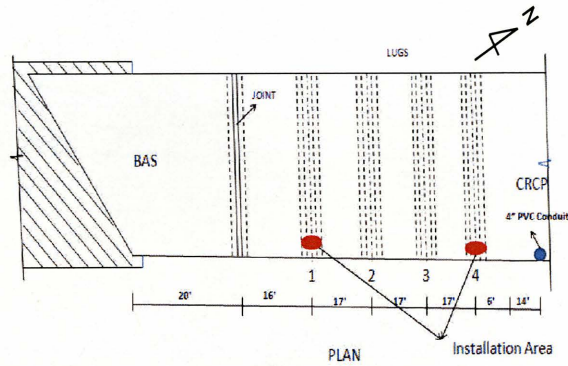 N
LUGS
JOINT
BAS
CRCP
4" PVC Conduit
1 2 3 4
20' 16' 17' 17' 17' 6' 14'
Installation Area
PLAN